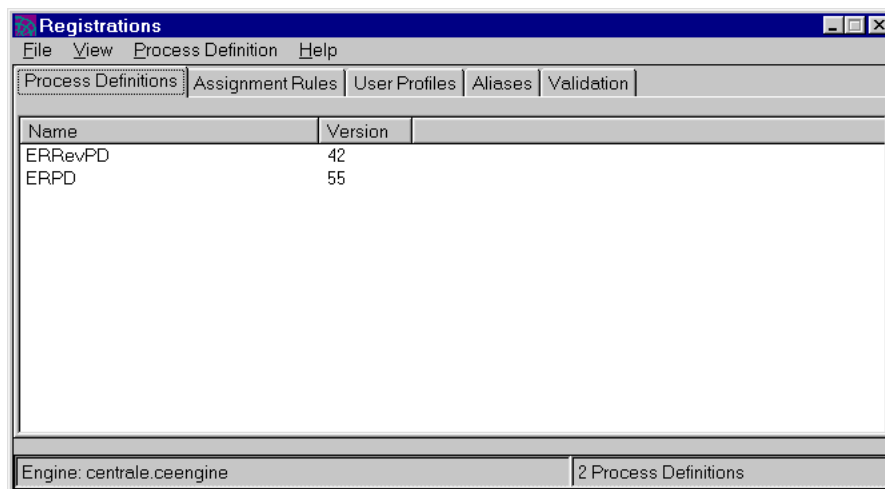 Registrations
File View Process Definition Help
Process Definitions Assignment Rules User Profiles Aliases Validation
Name Version
ERRevPD 42
ERPD 55
Engine: centrale.ceengine 2 Process Definitions